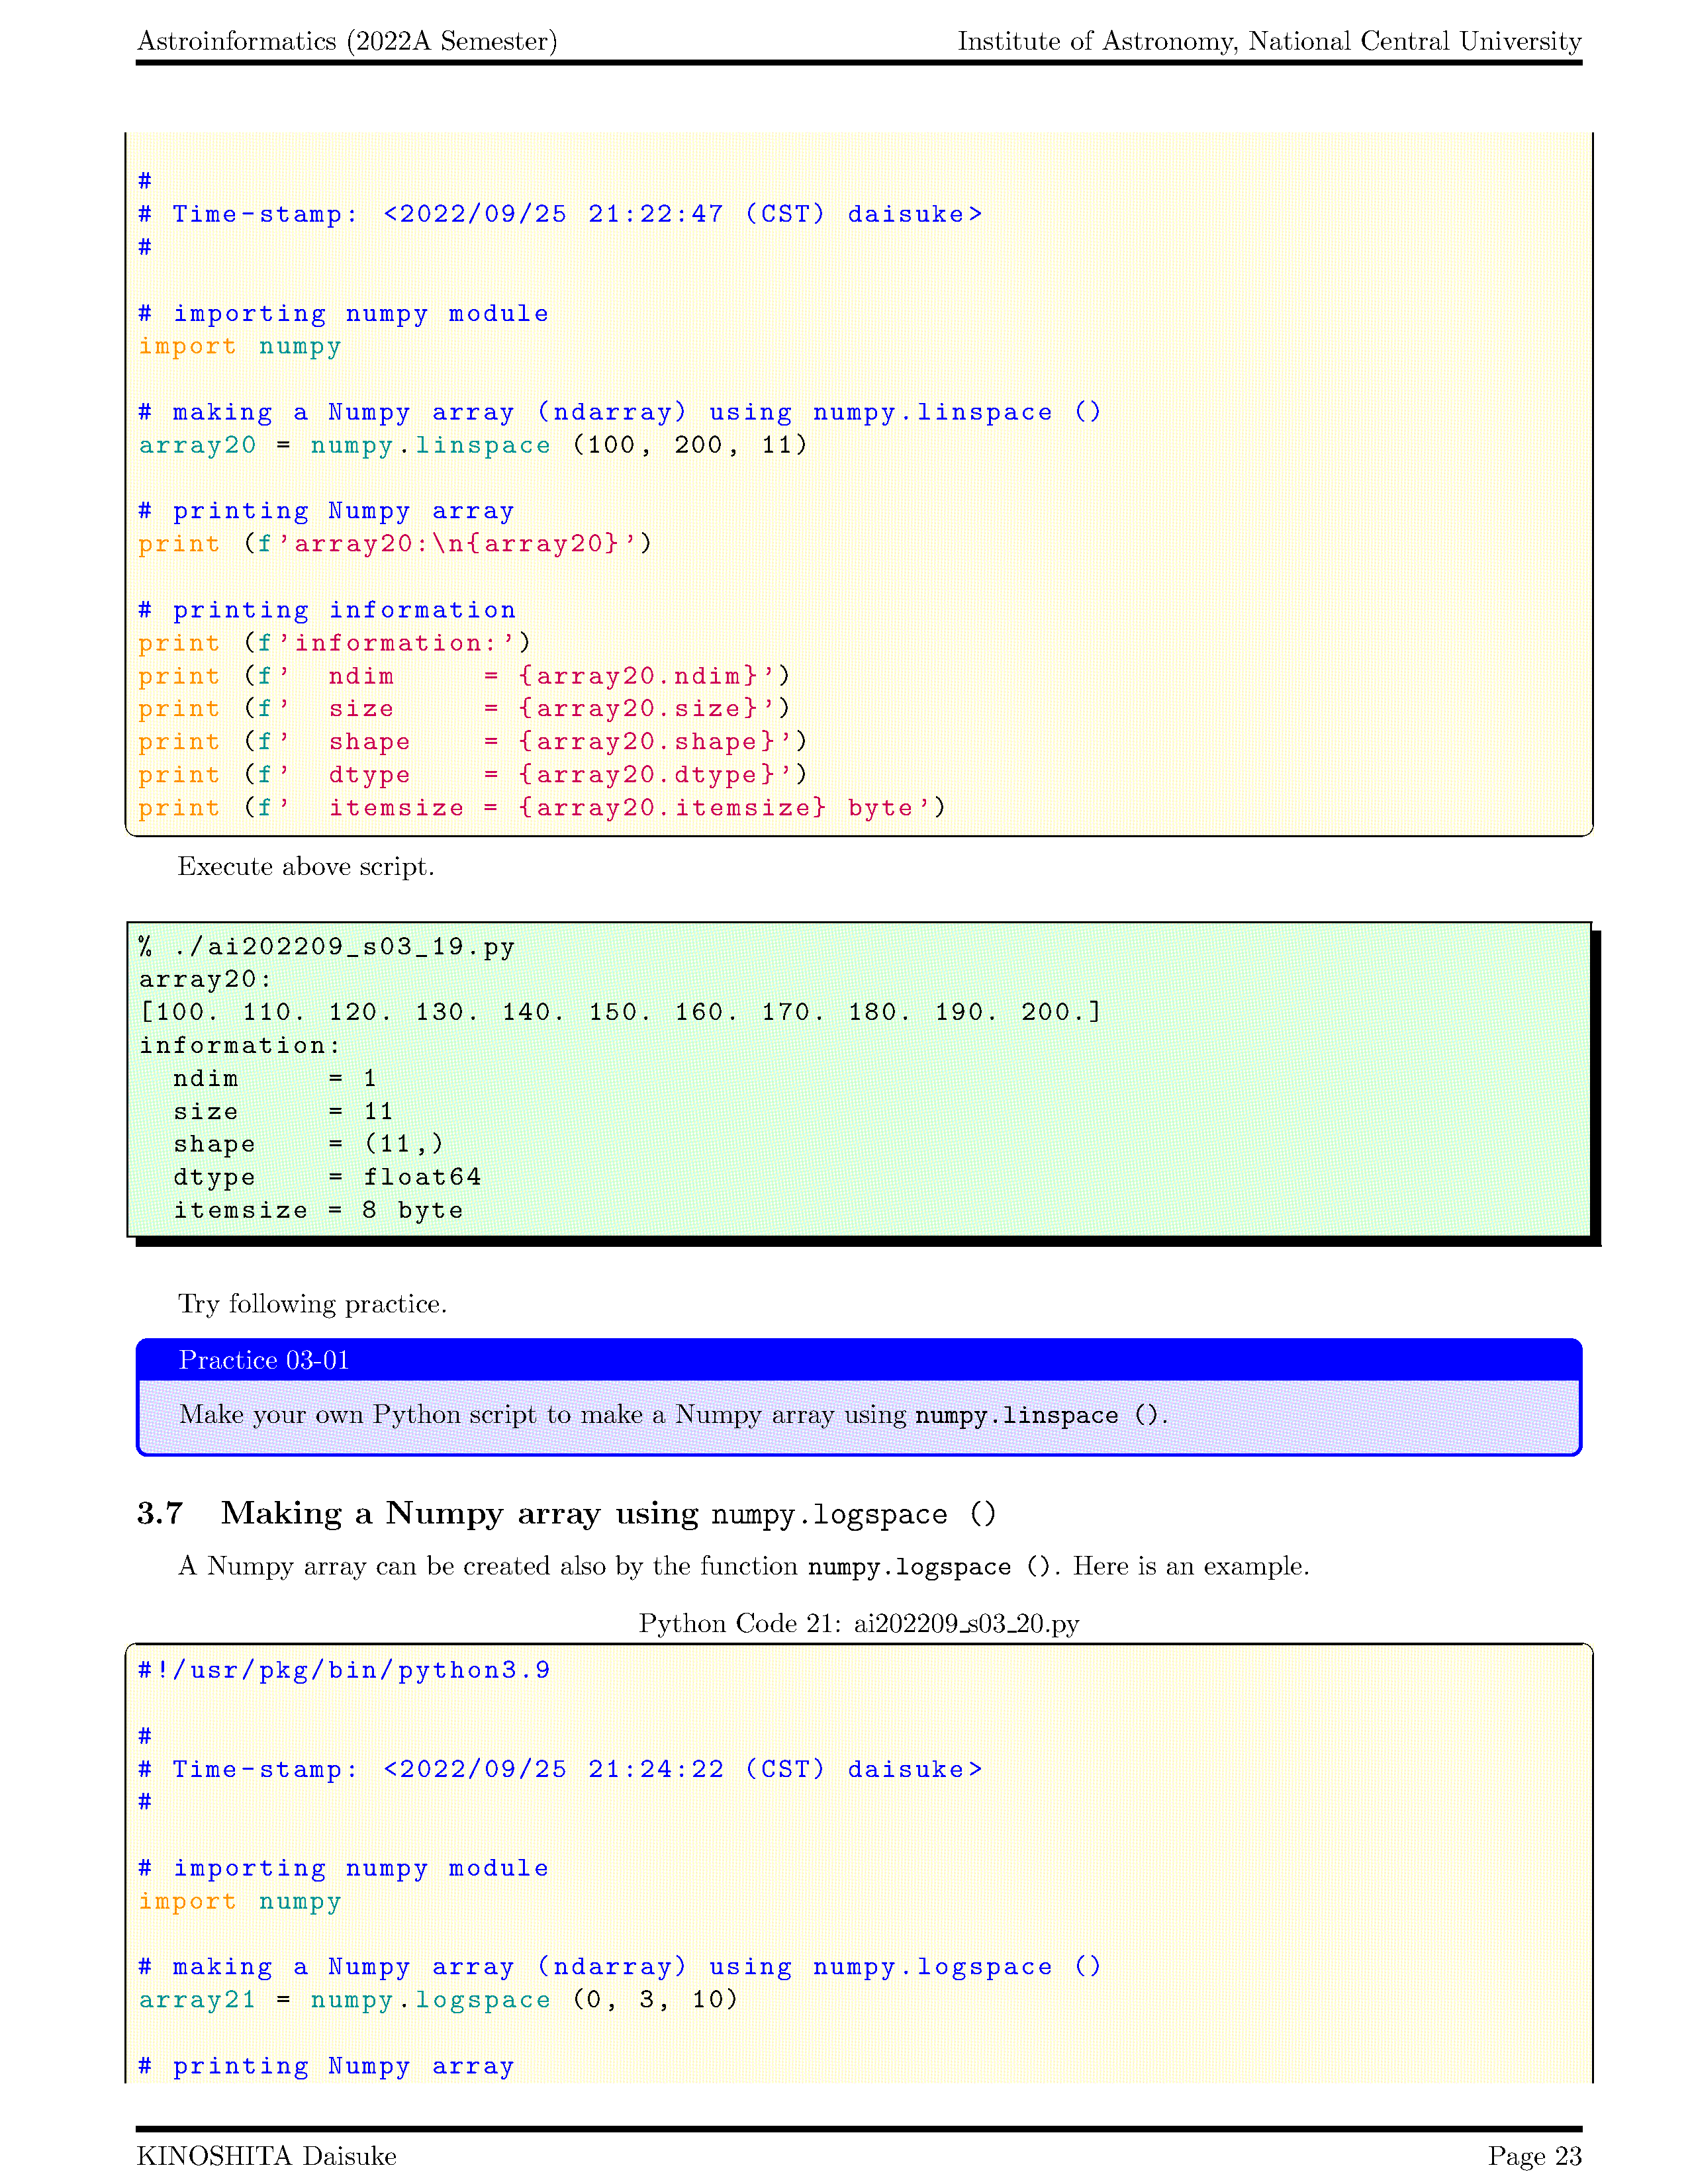 Astroinformatics (2022A Semester) Institute of Astronomy, National Central University
#
# Time-stamp: <2022/09/25 21:22:47 (CST) daisuke>
#
# importing numpy module
import numpy
# making a Numpy array (ndarray) using numpy.linspace ()
array20 = numpy.linspace (100, 200, 11)
# printing Numpy array
print (f'array20:\n{array20}')
# printing information
print (f'information:')
print (f'  ndim     = {array20.ndim}')
print (f'  size     = {array20.size}')
print (f'  shape    = {array20.shape}')
print (f'  dtype    = {array20.dtype}')
print (f'  itemsize = {array20.itemsize} byte')
Execute above script.
% ./ai202209_s03_19.py
array20:
[100. 110. 120. 130. 140. 150. 160. 170. 180. 190. 200.]
information:
  ndim     = 1
  size     = 11
  shape    = (11,)
  dtype    = float64
  itemsize = 8 byte
Try following practice.
Practice 03-01
Make your own Python script to make a Numpy array using numpy.linspace ().
3.7 Making a Numpy array using numpy.logspace ()
A Numpy array can be created also by the function numpy.logspace (). Here is an example.
Python Code 21: ai202209_s03_20.py
#!/usr/pkg/bin/python3.9
#
# Time-stamp: <2022/09/25 21:24:22 (CST) daisuke>
#
# importing numpy module
import numpy
# making a Numpy array (ndarray) using numpy.logspace ()
array21 = numpy.logspace (0, 3, 10)
# printing Numpy array
KINOSHITA Daisuke Page 23